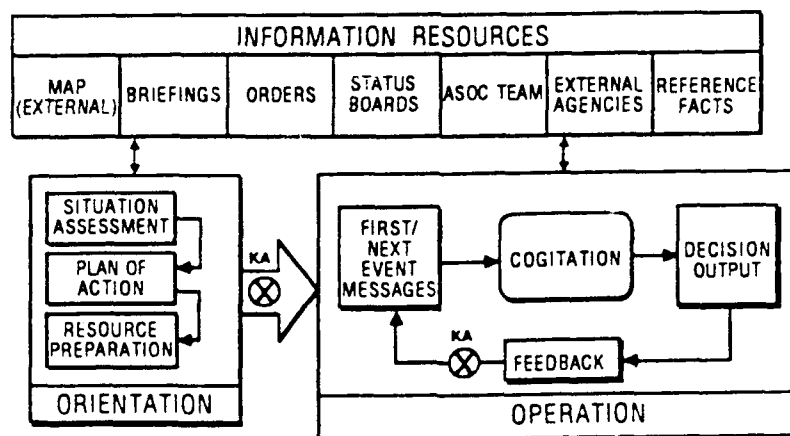 INFORMATION RESOURCES
MAP
(EXTERNAL)
BRIEFINGS
ORDERS
STATUS
BOARDS
ASOC TEAM
EXTERNAL
AGENCIES
REFERENCE
FACTS
SITUATION
ASSESSMENT
PLAN OF
ACTION
RESOURCE
PREPARATION
ORIENTATION
KA
FIRST/
NEXT
EVENT
MESSAGES
COGITATION
DECISION
OUTPUT
KA
FEEDBACK
OPERATION